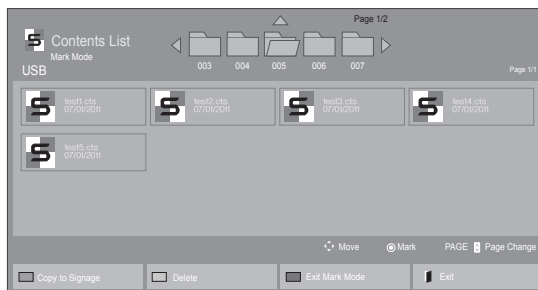 Page 1/2
Contents List
Mark Mode
USB
003 004 005 006 007
Page 1/1
test1.cts
07/01/2011
test2.cts
07/01/2011
test3.cts
07/01/2011
test4.cts
07/01/2011
test5.cts
07/01/2011
Move Mark PAGE Page Change
Copy to Signage Delete Exit Mark Mode Exit